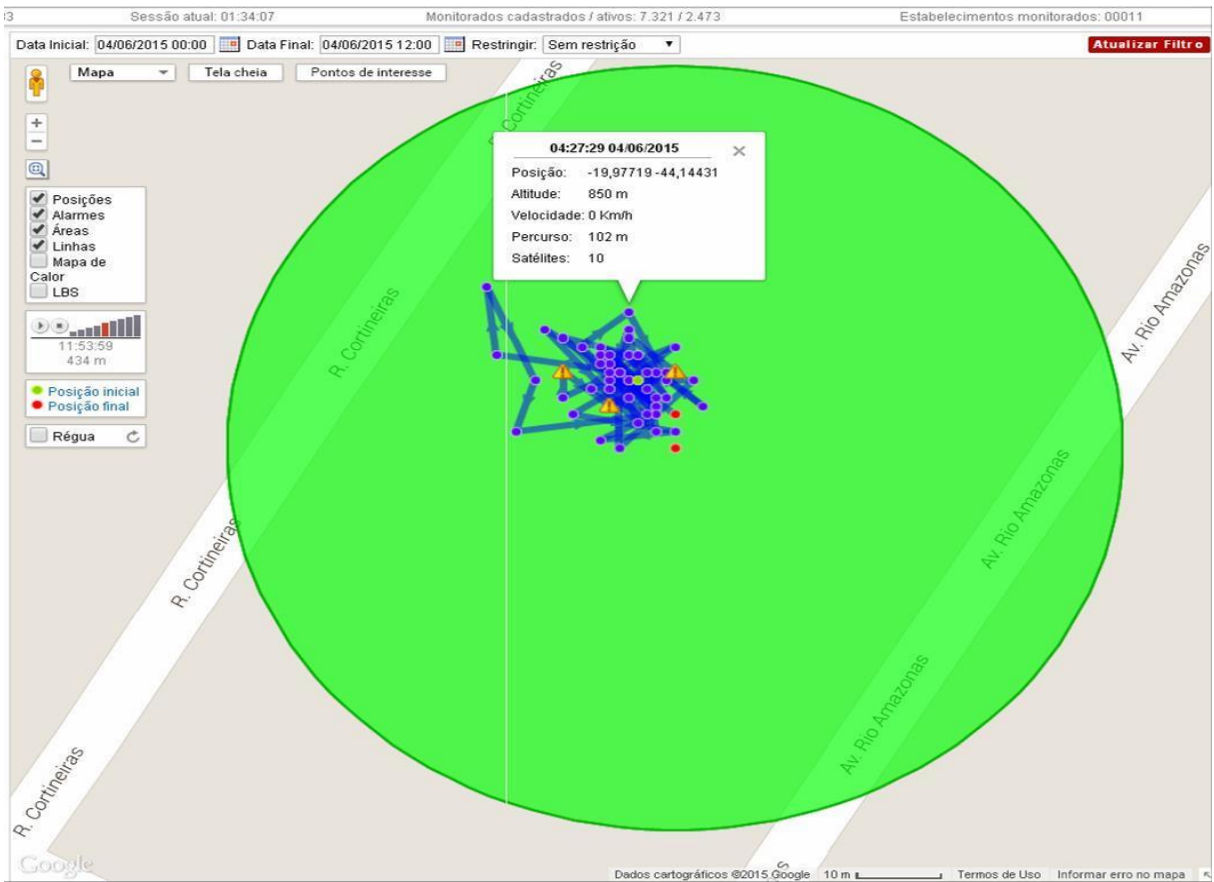 33 Sessão atual: 01:34:07 Monitorados cadastrados / ativos: 7.321 / 2.473 Estabelecimentos monitorados: 00011
Data Inicial: 04/06/2015 00:00 Data Final: 04/06/2015 12:00 Restringir: Sem restrição Atualizar Filtro
Mapa Tela cheia Pontos de interesse
R. Cortineiras
04:27:29 04/06/2015
Posição: -19,97719 -44,14431
Altitude: 850 m
Velocidade: 0 Km/h
Percurso: 102 m
Satélites: 10
Posições
Alarmes
Áreas
Linhas
Mapa de
Calor
LBS
11:53:59
434 m
Posição inicial
Posição final
Régua
R. Cortineiras
Av. Rio Amazonas
Av. Rio Amazonas
R. Cortineiras
Av. Rio Amazonas
R. Cortineiras
Google
Dados cartográficos ©2015 Google 10 m Termos de Uso Informar erro no mapa